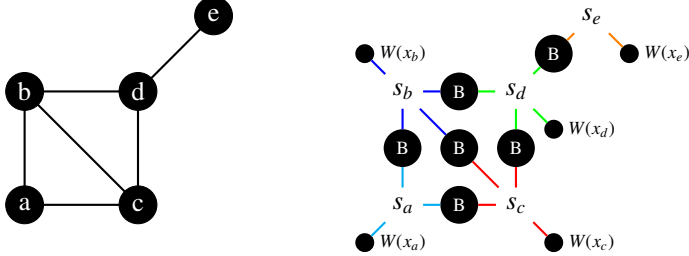 e
b d
a c
s_e
W(x_b) B W(x_e)
s_b B s_d
W(x_d)
B B B
s_a B s_c
W(x_a) W(x_c)